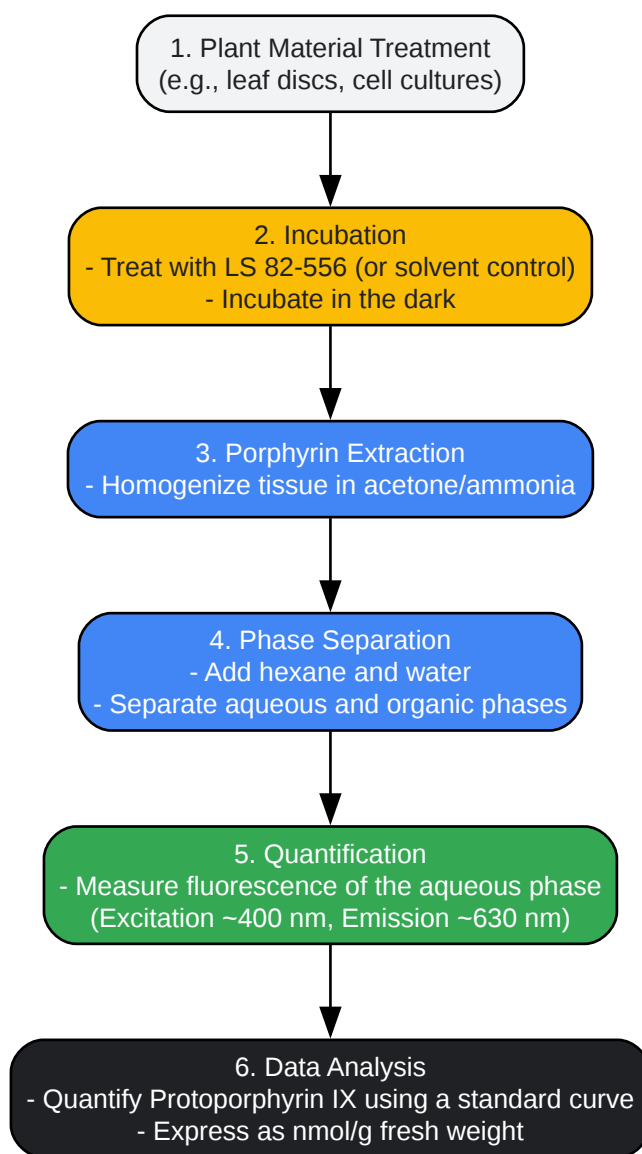 1. Plant Material Treatment
(e.g., leaf discs, cell cultures)
2. Incubation
- Treat with LS 82-556 (or solvent control)
- Incubate in the dark
3. Porphyrin Extraction
- Homogenize tissue in acetone/ammonia
4. Phase Separation
- Add hexane and water
- Separate aqueous and organic phases
5. Quantification
- Measure fluorescence of the aqueous phase
(Excitation ~400 nm, Emission ~630 nm)
6. Data Analysis
- Quantify Protoporphyrin IX using a standard curve
- Express as nmol/g fresh weight